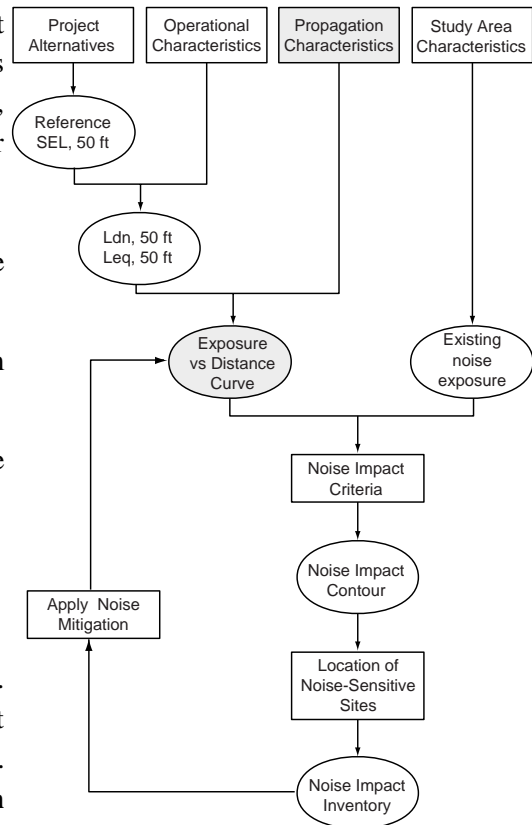 Project
Alternatives
Operational
Characteristics
Propagation
Characteristics
Study Area
Characteristics
Reference
SEL, 50 ft
Ldn, 50 ft
Leq, 50 ft
Exposure
vs Distance
Curve
Existing
noise
exposure
Noise Impact
Criteria
Noise Impact
Contour
Apply Noise
Mitigation
Location of
Noise-Sensitive
Sites
Noise Impact
Inventory